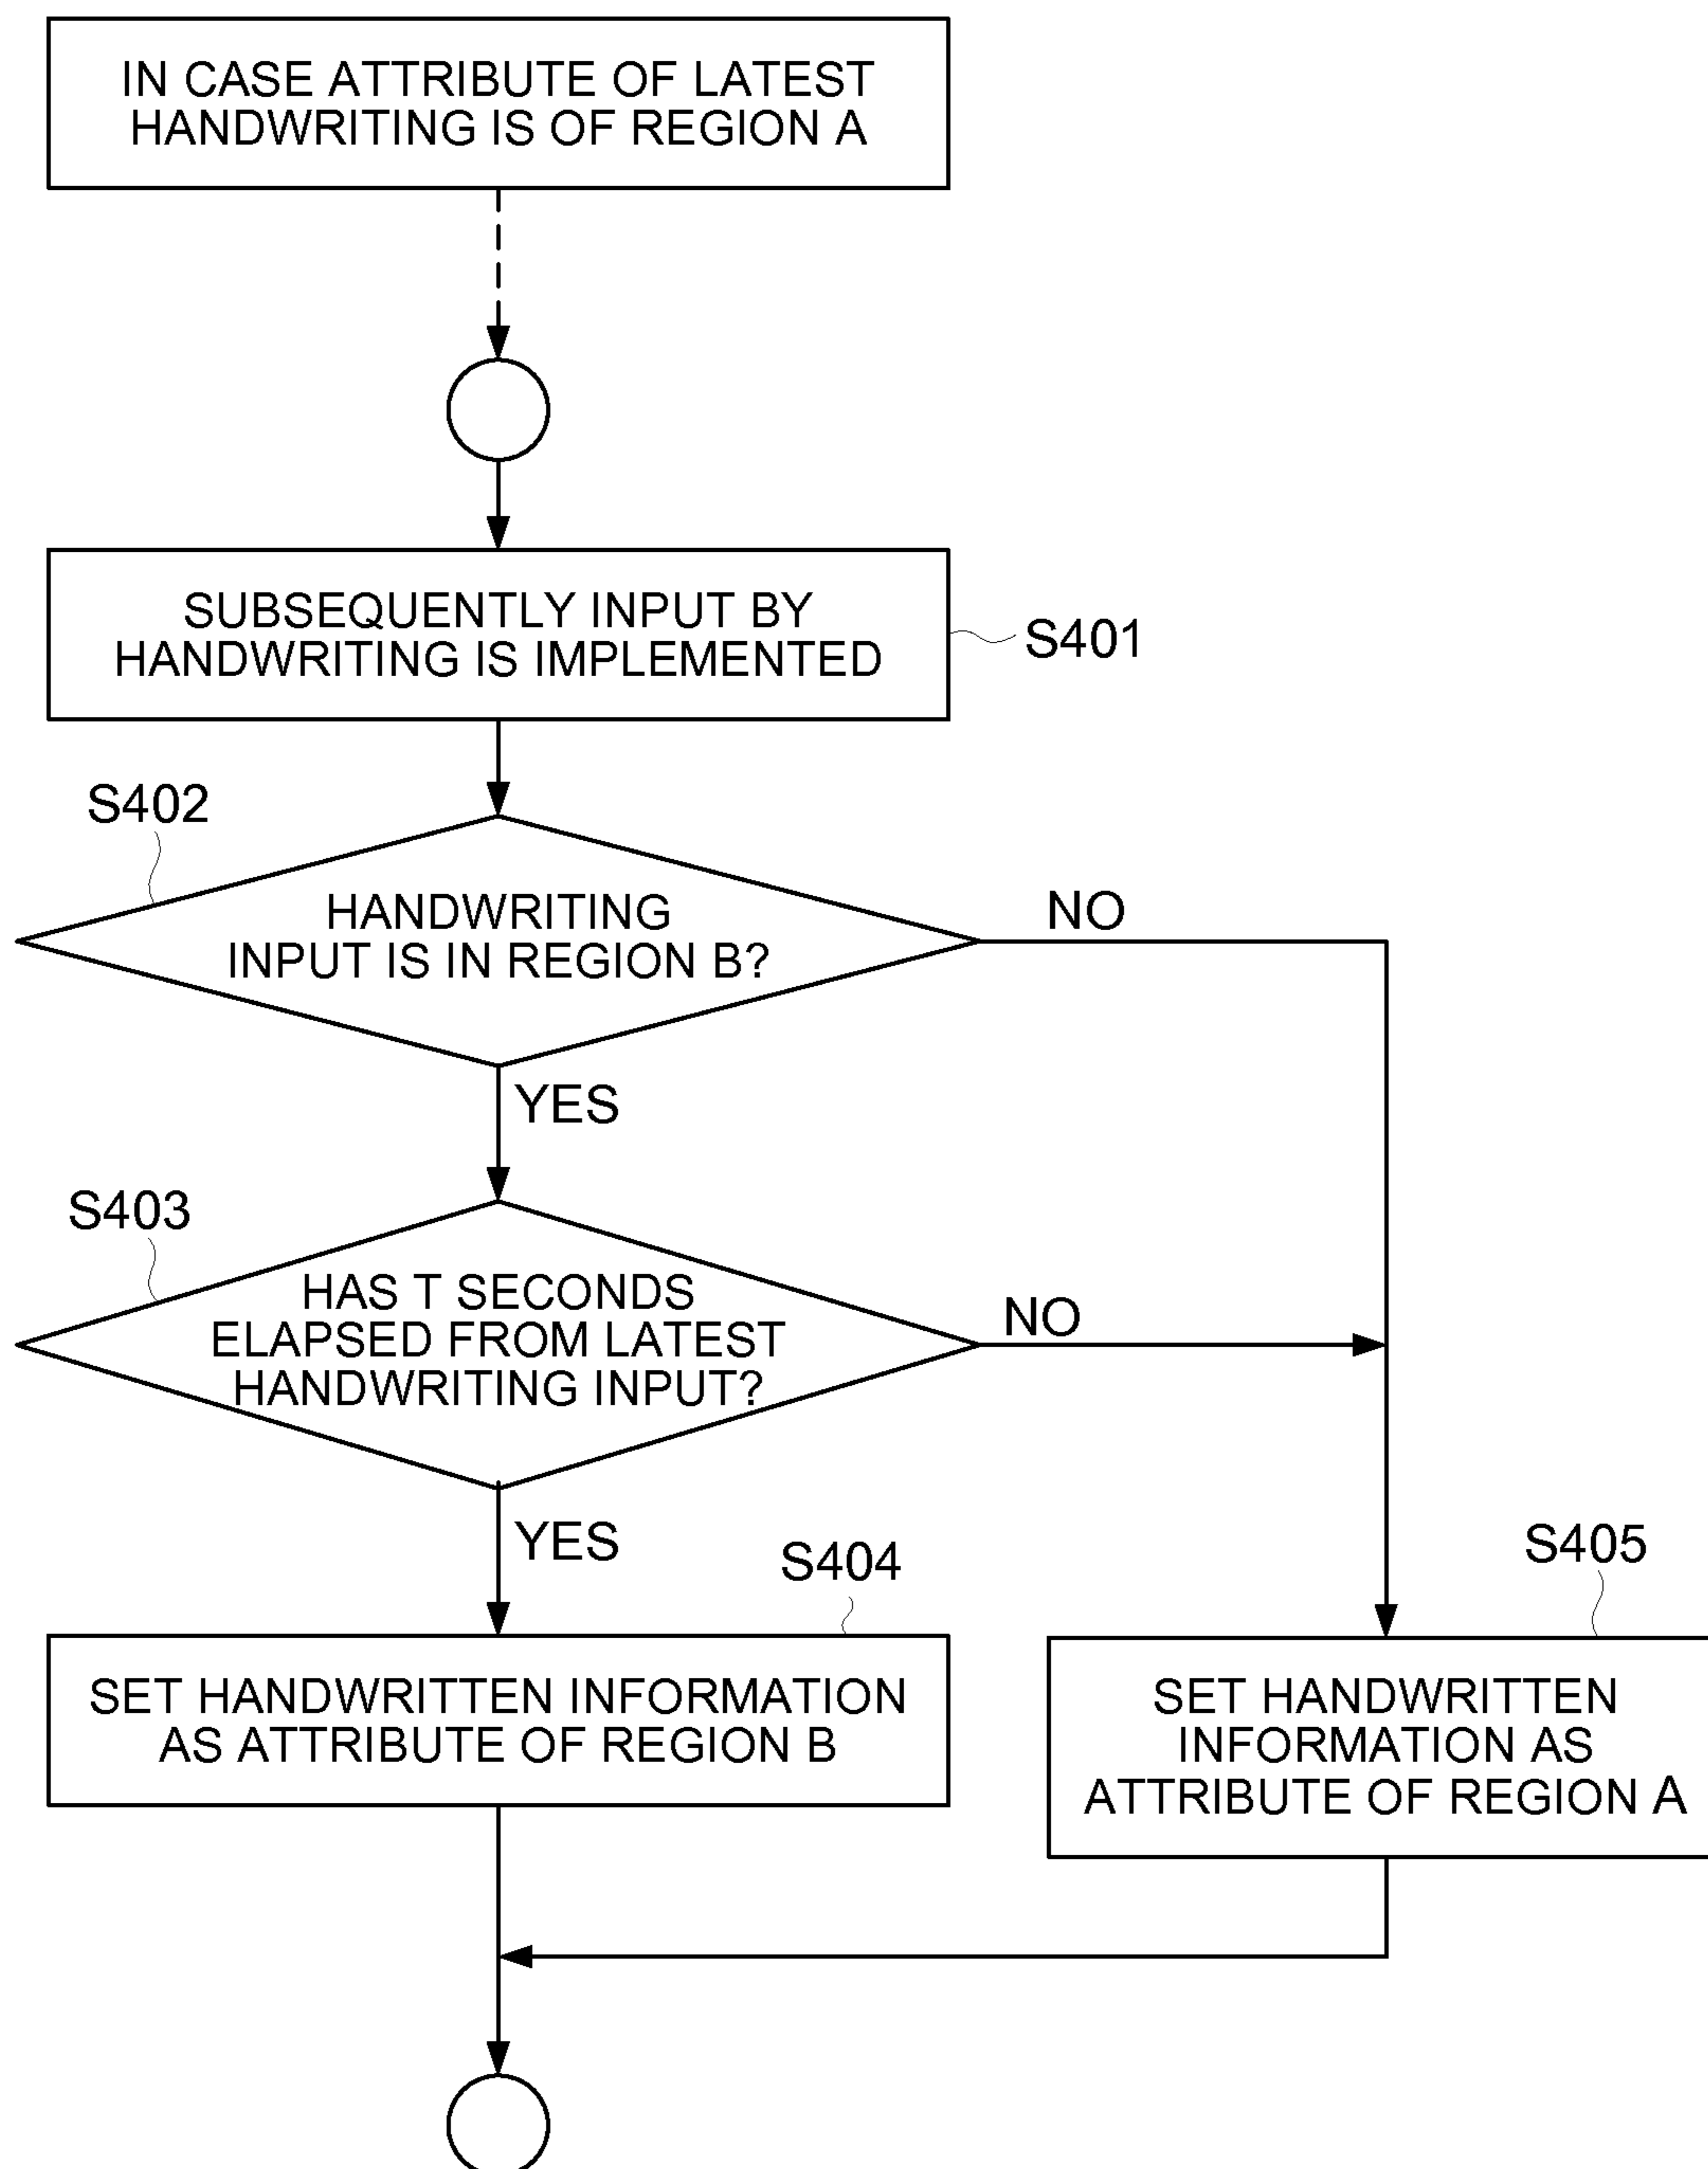 IN CASE ATTRIBUTE OF LATEST
HANDWRITING IS OF REGION A
SUBSEQUENTLY INPUT BY
HANDWRITING IS IMPLEMENTED
S401
S402
HANDWRITING
INPUT IS IN REGION B?
NO
YES
S403
HAS T SECONDS
ELAPSED FROM LATEST
HANDWRITING INPUT?
NO
YES
S404
SET HANDWRITTEN INFORMATION
AS ATTRIBUTE OF REGION B
S405
SET HANDWRITTEN
INFORMATION AS
ATTRIBUTE OF REGION A